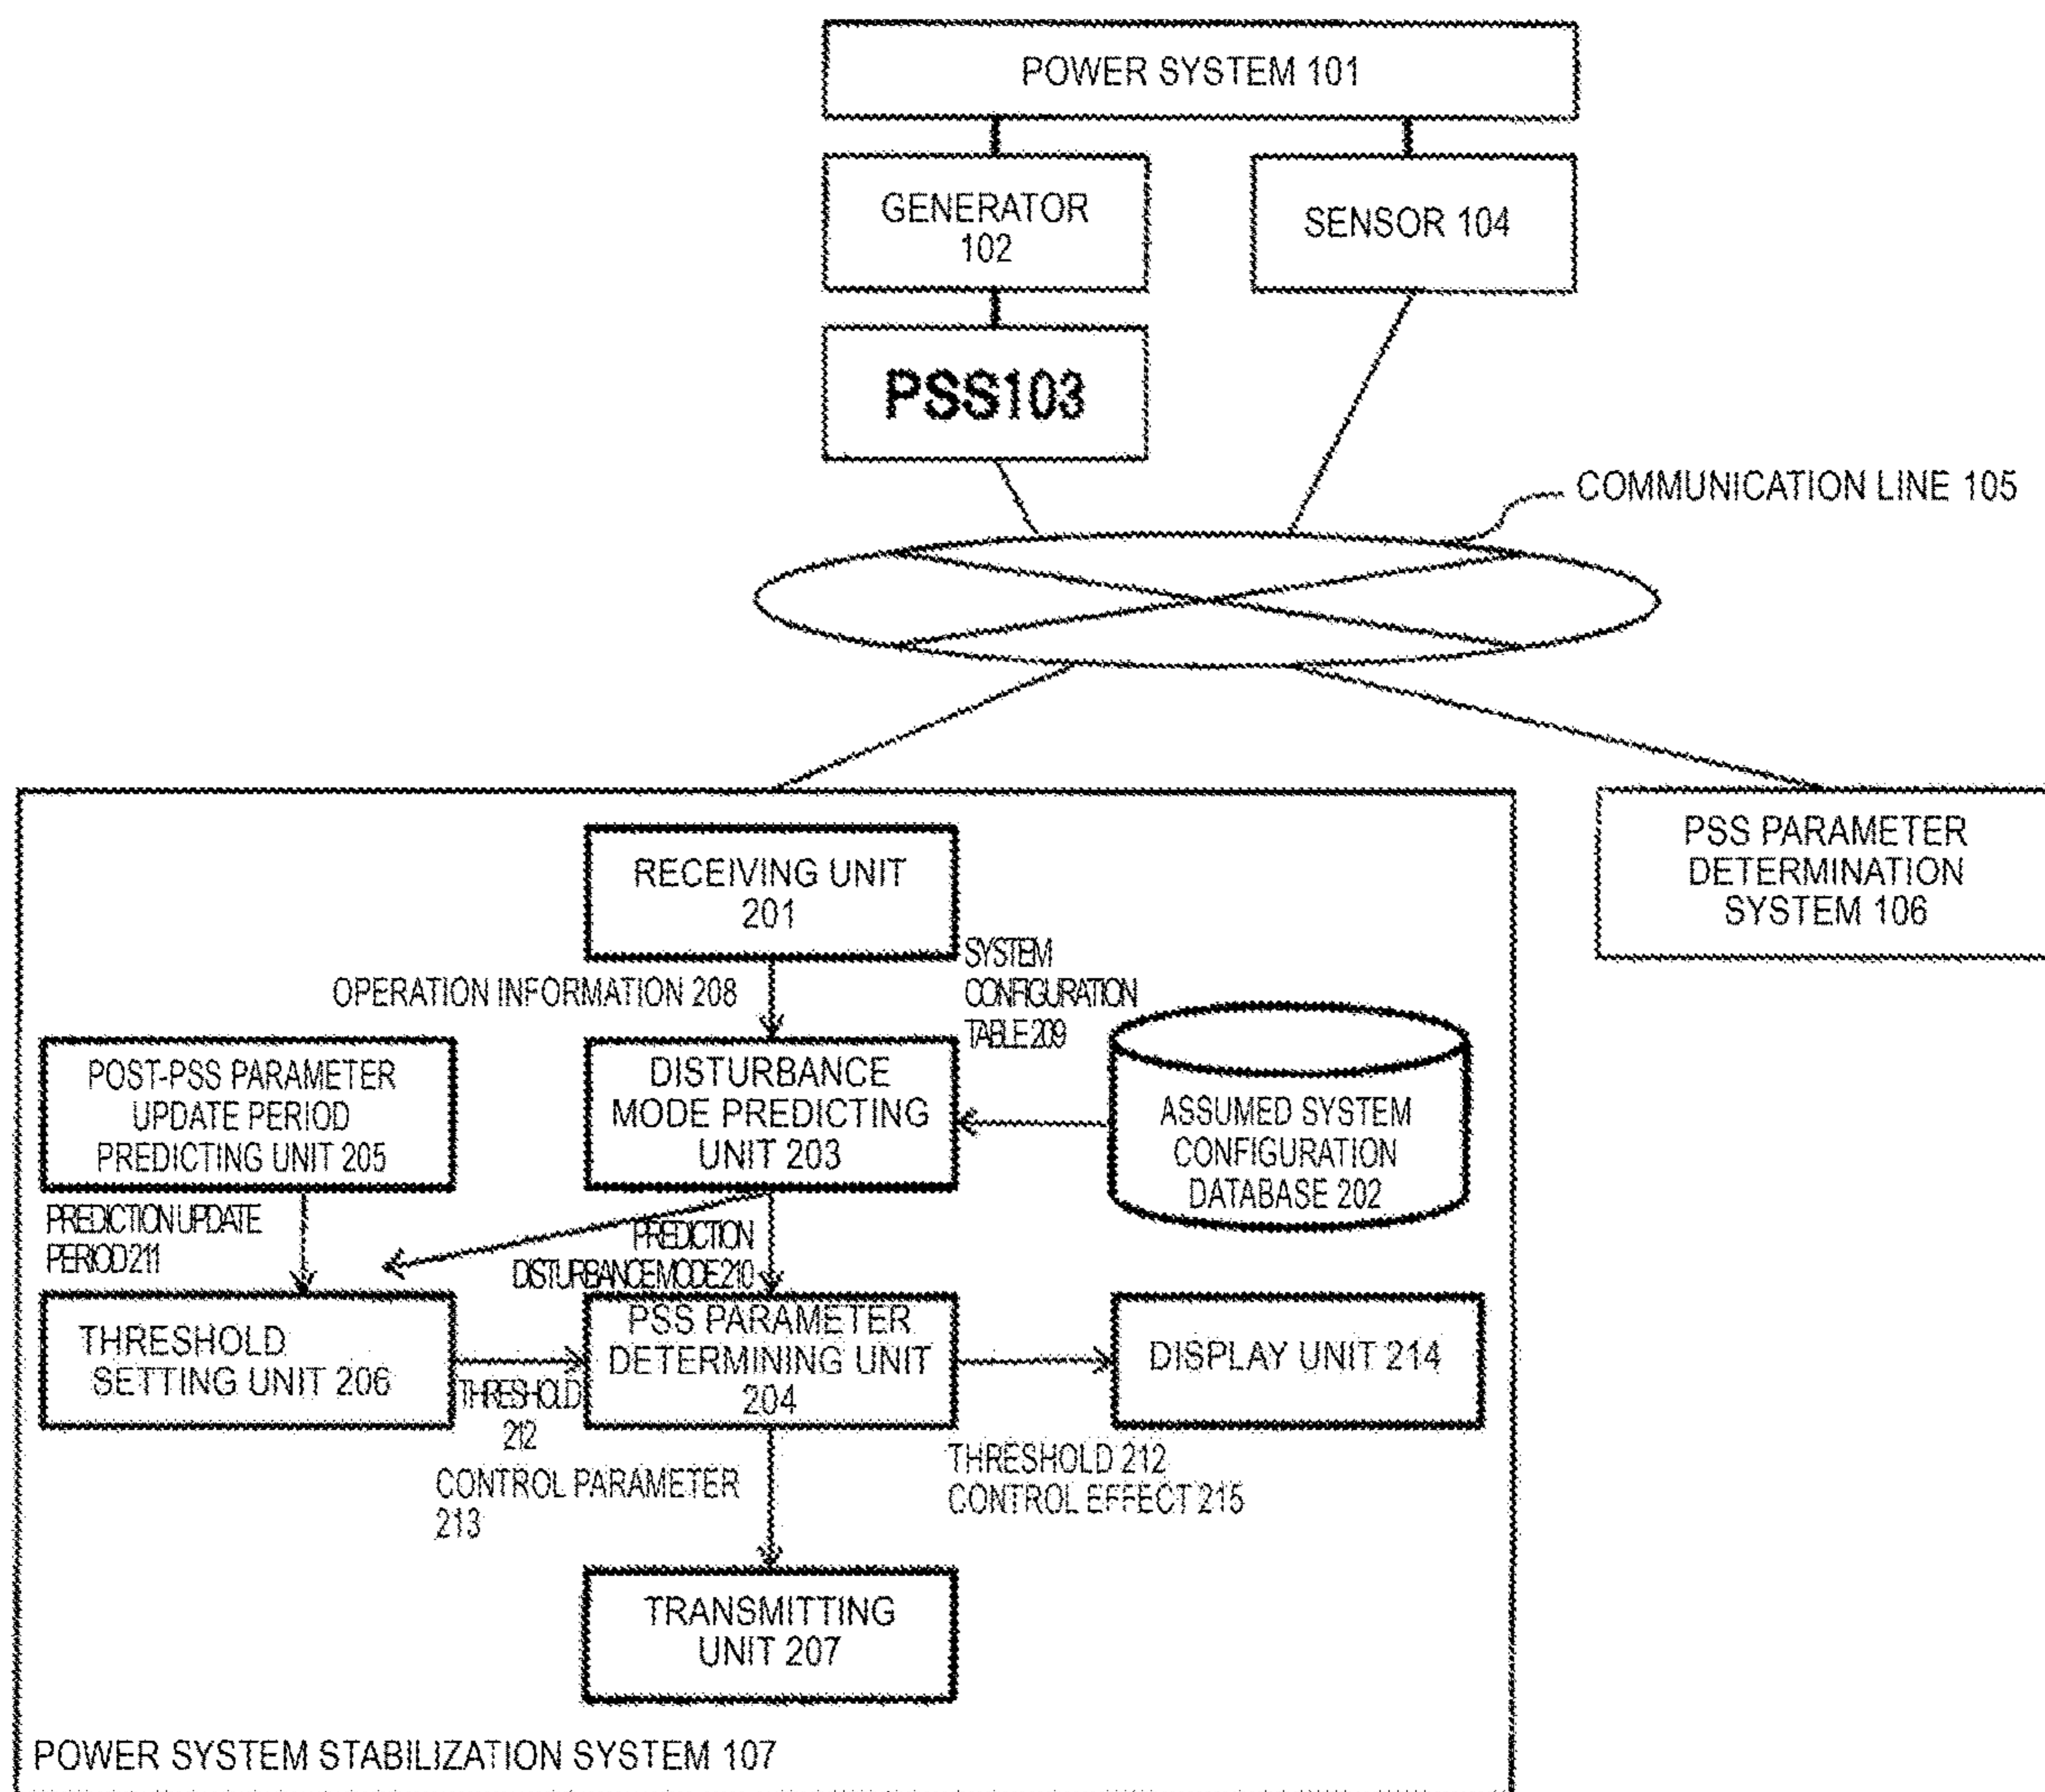 POWER SYSTEM 101
GENERATOR
102
SENSOR 104
PSS103
COMMUNICATION LINE 105
RECEIVING UNIT
201
PSS PARAMETER
DETERMINATION
SYSTEM 106
OPERATION INFORMATION 208
SYSTEM
CONFIGURATION
TABLE 209
POST-PSS PARAMETER
UPDATE PERIOD
PREDICTING UNIT 205
DISTURBANCE
MODE PREDICTING
UNIT 203
ASSUMED SYSTEM
CONFIGURATION
DATABASE 202
PREDICTION UPDATE
PERIOD 211
PREDICTION
DISTURBANCE MODE 210
THRESHOLD
SETTING UNIT 206
THRESHOLD
212
PSS PARAMETER
DETERMINING UNIT
204
DISPLAY UNIT 214
CONTROL PARAMETER
213
THRESHOLD 212
CONTROL EFFECT 215
TRANSMITTING
UNIT 207
POWER SYSTEM STABILIZATION SYSTEM 107